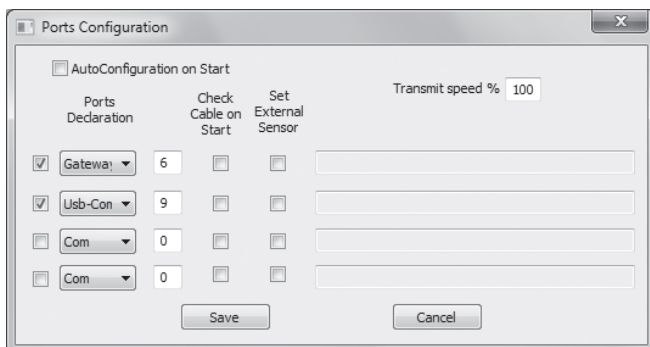 Ports Configuration
x
AutoConfiguration on Start
Transmit speed % 100
Ports
Declaration
Check
Cable on
Start
Set
External
Sensor
Gateway 6
Usb-Con 9
Com 0
Com 0
Save Cancel